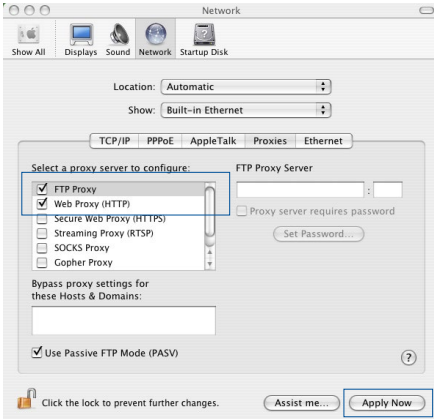 Network
Show All Displays Sound Network Startup Disk
Location: Automatic
Show: Built-in Ethernet
TCP/IP PPPoE AppleTalk Proxies Ethernet
Select a proxy server to configure: FTP Proxy Server
FTP Proxy
:
Web Proxy (HTTP)
Proxy server requires password
Secure Web Proxy (HTTPS)
Streaming Proxy (RTSP)
Set Password...
SOCKS Proxy
Gopher Proxy
Bypass proxy settings for
these Hosts & Domains:
Use Passive FTP Mode (PASV)
?
Click the lock to prevent further changes. Assist me... Apply Now